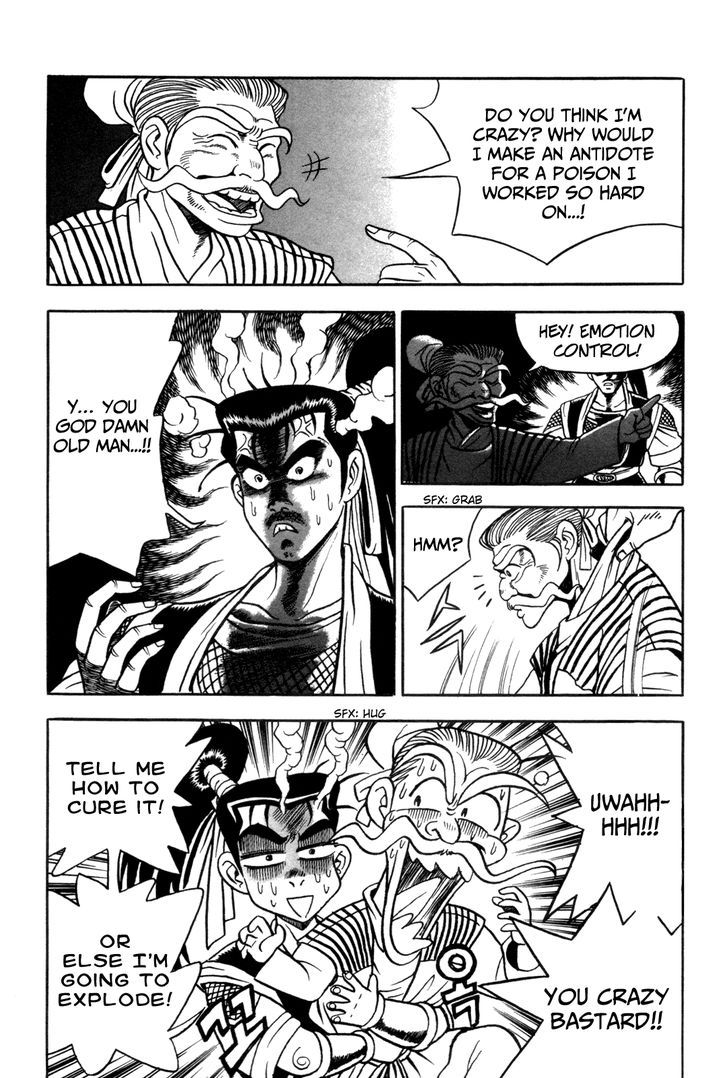 DO YOU THINK I'M
CRAZY? WHY WOULD
I MAKE AN ANTIDOTE
FOR A POISON I
WORKED SO HARD
ON...!
HEY! EMOTION
CONTROL!
Y... YOU
GOD DAMN
OLD MAN...!!
SFX: GRAB
HMM?
SFX: HUG
TELL ME
HOW TO
CURE IT!
UWAHH-
HHH!!!
OR
ELSE I'M
GOING TO
EXPLODE!
YOU CRAZY
BASTARD!!